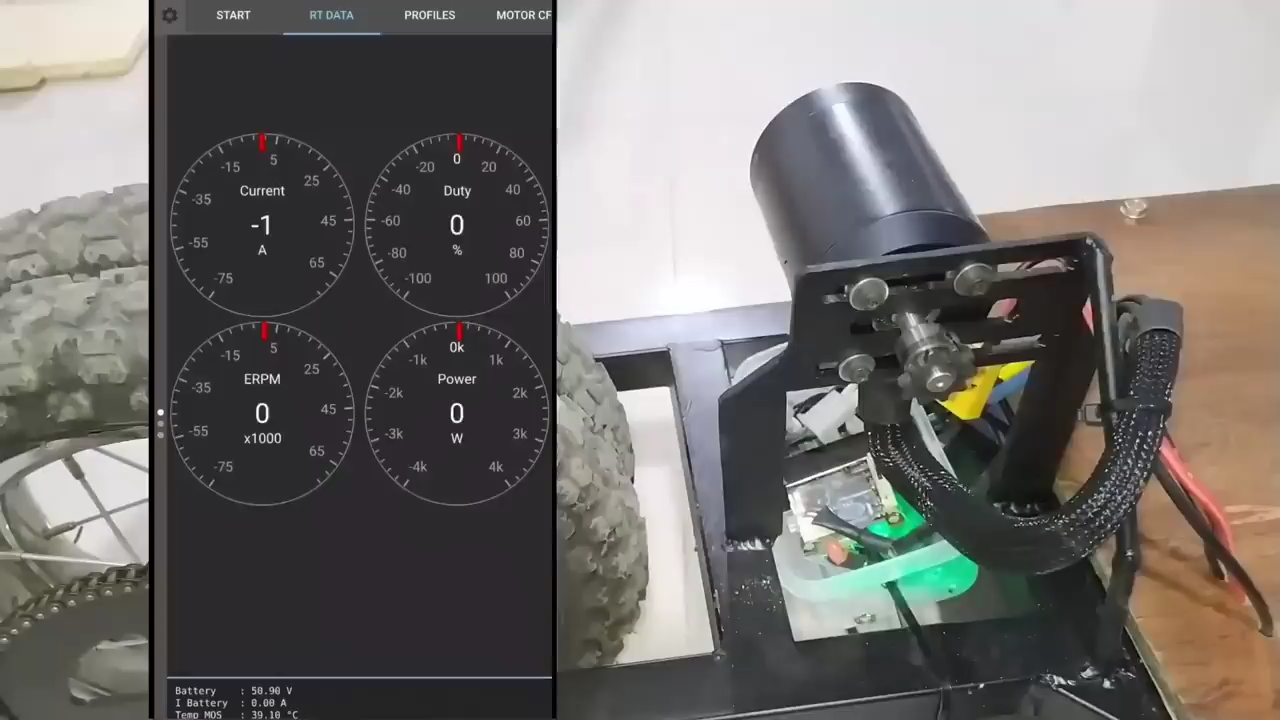 START RT DATA PROFILES MOTOR CF
-75 -55 -35 -15 5 25 45 65
Current
-1
A
-100 -80 -60 -40 -20 0 20 40 60 80 100
Duty
0
%
-75 -55 -35 -15 5 25 45 65
ERPM
0
x1000
-4k -3k -2k -1k 0k 1k 2k 3k 4k
Power
0
W
Battery : 50.90 V
I Battery : 0.00 A
Temp MOS : 39.10 °C